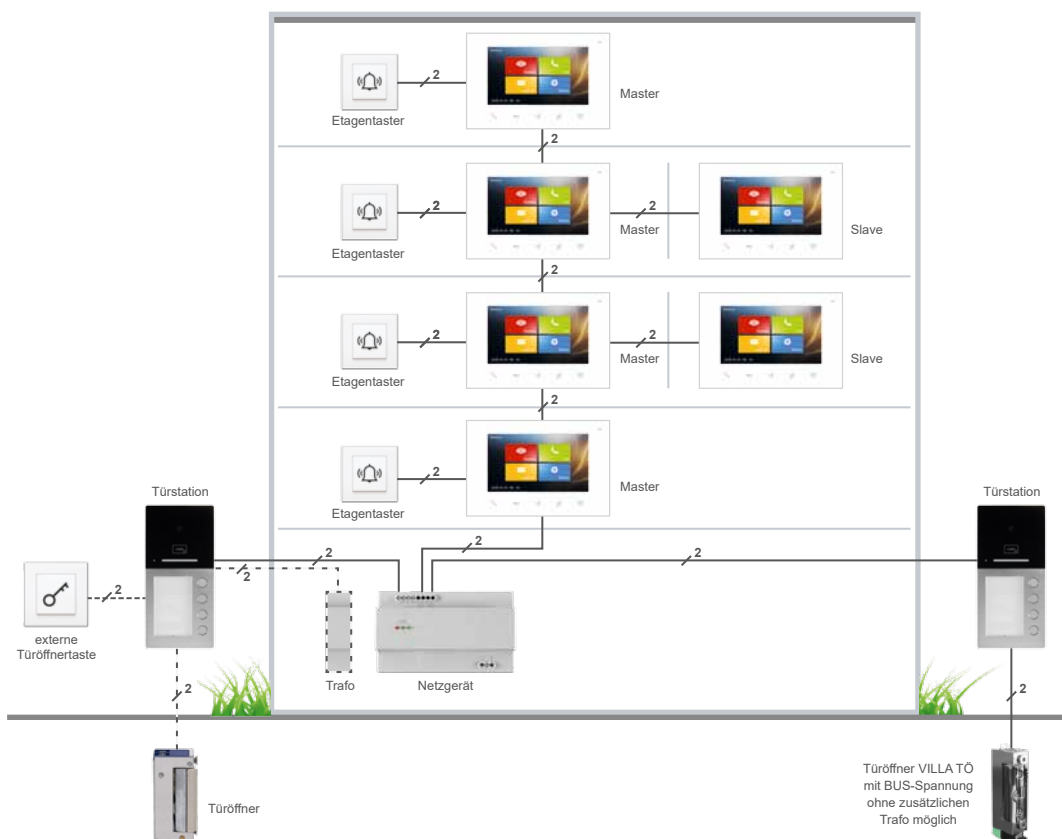 2
Master
Etagentaster
2
2
2
Master
Slave
Etagentaster
2
2
2
Master
Slave
Etagentaster
2
2
Master
Etagentaster
Türstation
Türstation
2
2
2
2
2
externe
Türöffnertaste
Trafo
Netzgerät
2
2
Türöffner
Türöffner VILLA TÖ
mit BUS-Spannung
ohne zusätzlichen
Trafo möglich